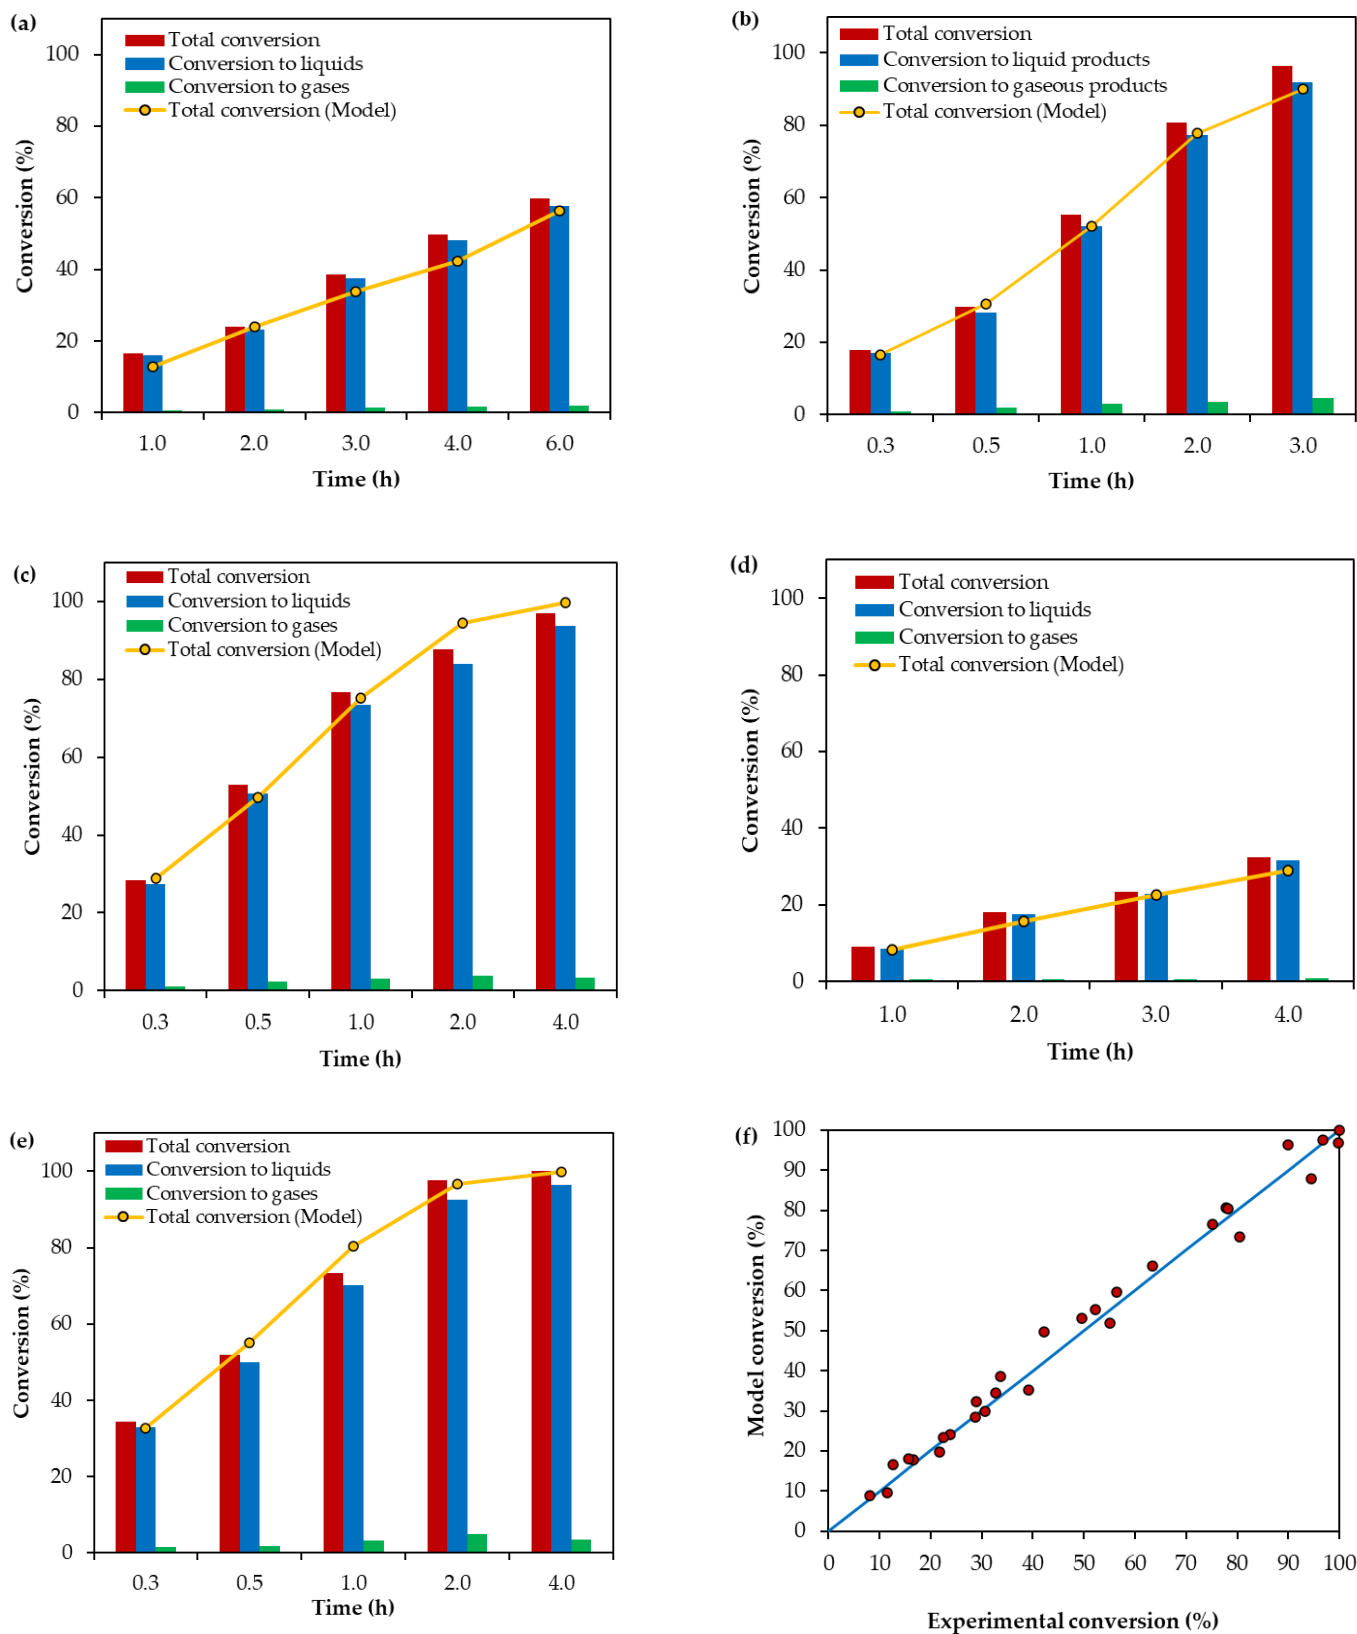 (a)
Total conversion
Conversion to liquids
Conversion to gases
Total conversion (Model)
Conversion (%)
100
80
60
40
20
0
1.0 2.0 3.0 4.0 6.0
Time (h)
(b)
Total conversion
Conversion to liquid products
Conversion to gaseous products
Total conversion (Model)
Conversion (%)
100
80
60
40
20
0
0.3 0.5 1.0 2.0 3.0
Time (h)
(c)
Total conversion
Conversion to liquids
Conversion to gases
Total conversion (Model)
Conversion (%)
100
80
60
40
20
0
0.3 0.5 1.0 2.0 4.0
Time (h)
(d)
Total conversion
Conversion to liquids
Conversion to gases
Total conversion (Model)
Conversion (%)
100
80
60
40
20
0
1.0 2.0 3.0 4.0
Time (h)
(e)
Total conversion
Conversion to liquids
Conversion to gases
Total conversion (Model)
Conversion (%)
100
80
60
40
20
0
0.3 0.5 1.0 2.0 4.0
Time (h)
(f)
Model conversion (%)
100
90
80
70
60
50
40
30
20
10
0
0 10 20 30 40 50 60 70 80 90 100
Experimental conversion (%)